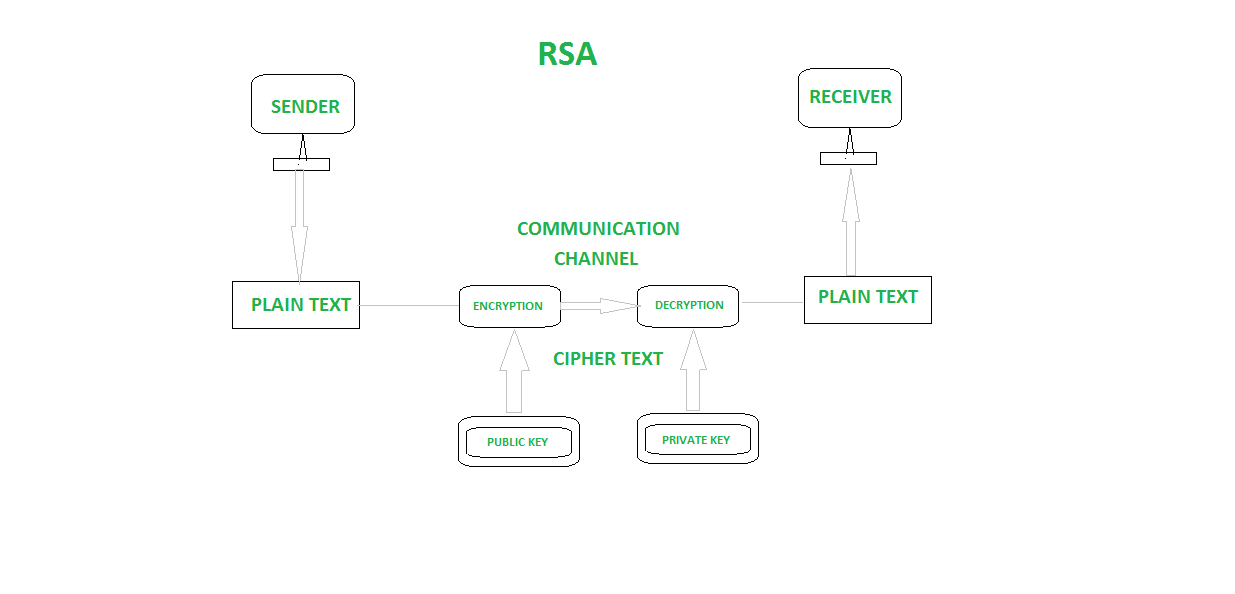 RSA
SENDER
RECEIVER
COMMUNICATION
CHANNEL
PLAIN TEXT
ENCRYPTION
DECRYPTION
PLAIN TEXT
CIPHER TEXT
PUBLIC KEY
PRIVATE KEY